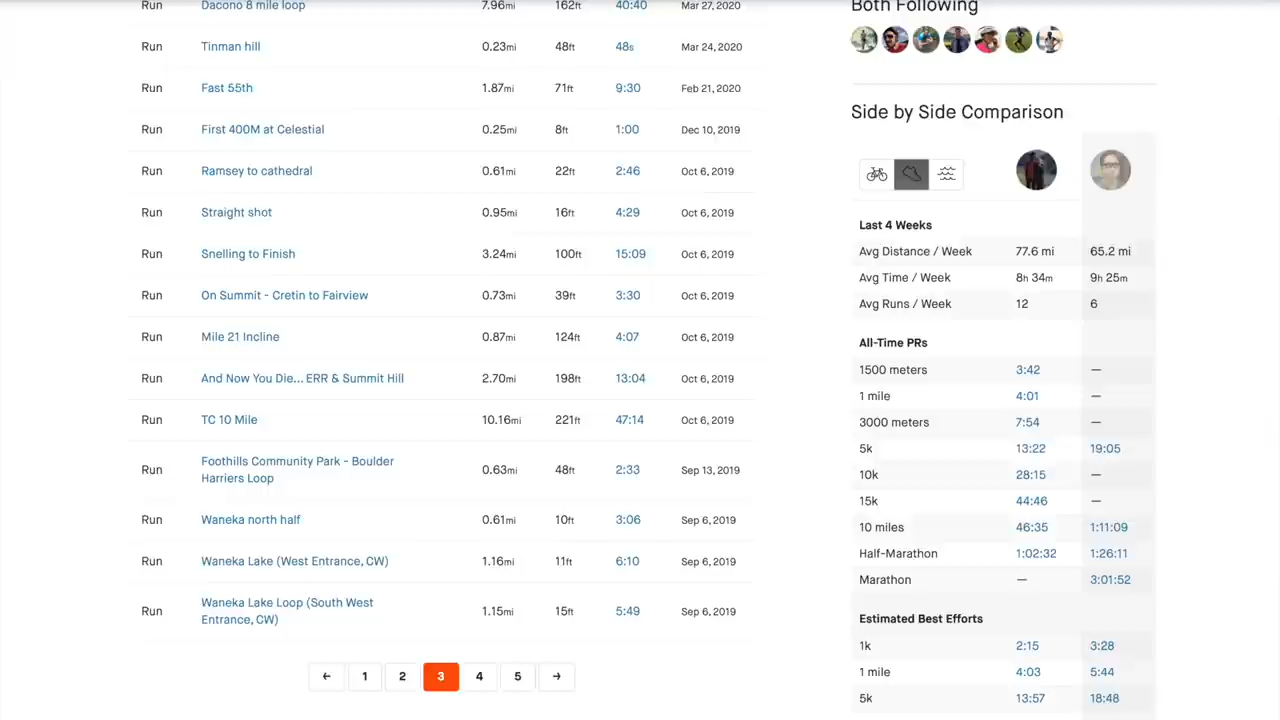 Run Dacono 8 mile loop 7.96mi 162ft 40:40 Mar 27, 2020
Run Tinman hill 0.23mi 48ft 48s Mar 24, 2020
Run Fast 55th 1.87mi 71ft 9:30 Feb 21, 2020
Run First 400M at Celestial 0.25mi 8ft 1:00 Dec 10, 2019
Run Ramsey to cathedral 0.61mi 22ft 2:46 Oct 6, 2019
Run Straight shot 0.95mi 16ft 4:29 Oct 6, 2019
Run Snelling to Finish 3.24mi 100ft 15:09 Oct 6, 2019
Run On Summit - Cretin to Fairview 0.73mi 39ft 3:30 Oct 6, 2019
Run Mile 21 Incline 0.87mi 124ft 4:07 Oct 6, 2019
Run And Now You Die... ERR & Summit Hill 2.70mi 198ft 13:04 Oct 6, 2019
Run TC 10 Mile 10.16mi 221ft 47:14 Oct 6, 2019
Run Foothills Community Park - Boulder
Harriers Loop 0.63mi 48ft 2:33 Sep 13, 2019
Run Waneka north half 0.61mi 10ft 3:06 Sep 6, 2019
Run Waneka Lake (West Entrance, CW) 1.16mi 11ft 6:10 Sep 6, 2019
Run Waneka Lake Loop (South West
Entrance, CW) 1.15mi 15ft 5:49 Sep 6, 2019
← 1 2 3 4 5 →
Both Following
Side by Side Comparison
Last 4 Weeks
Avg Distance / Week 77.6 mi 65.2 mi
Avg Time / Week 8h 34m 9h 25m
Avg Runs / Week 12 6
All-Time PRs
1500 meters 3:42 —
1 mile 4:01 —
3000 meters 7:54 —
5k 13:22 19:05
10k 28:15 —
15k 44:46 —
10 miles 46:35 1:11:09
Half-Marathon 1:02:32 1:26:11
Marathon — 3:01:52
Estimated Best Efforts
1k 2:15 3:28
1 mile 4:03 5:44
5k 13:57 18:48